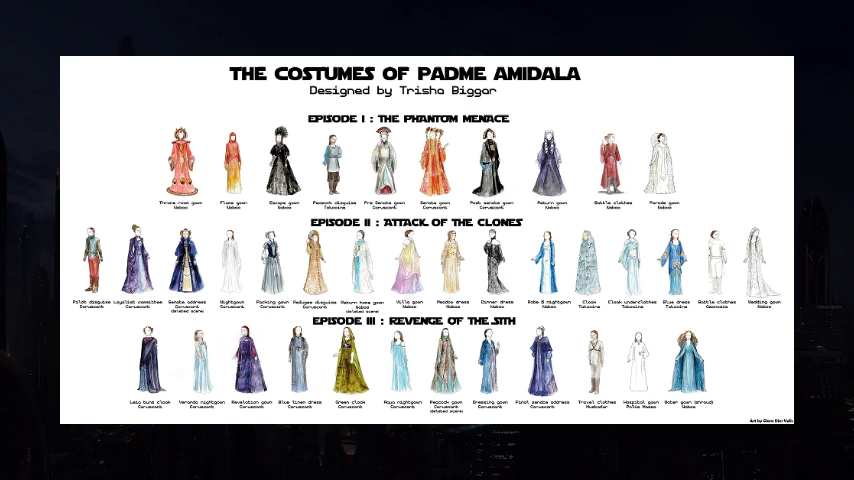 THE COSTUMES OF PADME AMIDALA
Designed by Trisha Biggar
EPISODE I : THE PHANTOM MENACE
Throne room gown Naboo
Flame gown Naboo
Escape gown Naboo
Peasant disguise Tatooine
Pre Senate gown Coruscant
Senate gown Coruscant
Post senate gown Coruscant
Return gown Naboo
Battle clothes Naboo
Parade gown Naboo
EPISODE II : ATTACK OF THE CLONES
Pilot disguise Coruscant
Loyalist committee Coruscant
Senate address Coruscant (deleted scene)
Nightgown Coruscant
Packing gown Coruscant
Refugee disguise Coruscant
Return home gown Naboo (deleted scene)
Villa gown Naboo
Meadow dress Naboo
Dinner dress Naboo
Robe & nightgown Naboo
Cloak Tatooine
Cloak underclothes Tatooine
Blue dress Tatooine
Battle clothes Geonosis
Wedding gown Naboo
EPISODE III : REVENGE OF THE SITH
Leia buns cloak Coruscant
Veranda nightgown Coruscant
Revelation gown Coruscant
Blue linen dress Coruscant
Green cloak Coruscant
Aqua nightgown Coruscant
Peacock gown Coruscant (deleted scene)
Dressing gown Coruscant
Final senate address Coruscant
Travel clothes Mustafar
Hospital gown Polis Massa
Water gown (shroud) Naboo